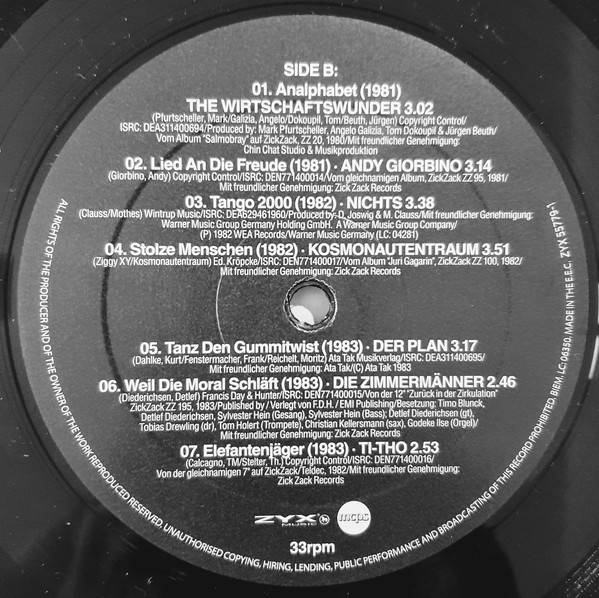 SIDE B:
01. Analphabet (1981)
THE WIRTSCHAFTSWUNDER 3.02
(Pfurtscheller, Mark/Galizia, Angelo/Dokoupil, Tom/Beuth, Jürgen) Copyright Control/
ISRC: DEA311400694/Produced by: Mark Pfurtscheller, Angelo Galizia, Tom Dokoupil & Jürgen Beuth/
Vom Album "Salmobray" auf ZickZack, ZZ 20, 1980/Mit freundlicher Genehmigung:
Chin Chat Studio & Musikproduktion
02. Lied An Die Freude (1981) · ANDY GIORBINO 3.14
(Giorbino, Andy) Copyright Control/ISRC: DEN771400014/Vom gleichnamigen Album, ZickZack ZZ 95, 1981/
Mit freundlicher Genehmigung: Zick Zack Records
03. Tango 2000 (1982) · NICHTS 3.38
(Clauss/Mothes) Wintrup Music/ISRC: DEA629461960/Produced by: D. Joswig & M. Clauss/Mit freundlicher Genehmigung:
Warner Music Group Germany Holding GmbH. A Warner Music Group Company/
(P) 1982 WEA Records/Warner Music Germany (LC: 04281)
04. Stolze Menschen (1982) · KOSMONAUTENTRAUM 3.51
(Ziggy XY/Kosmonautentraum) Ed. Kröpcke/ISRC: DEN771400017/Vom Album "Juri Gagarin", ZickZack ZZ 100, 1982/
Mit freundlicher Genehmigung: Zick Zack Records
05. Tanz Den Gummitwist (1983) · DER PLAN 3.17
(Dahlke, Kurt/Fenstermacher, Frank/Reichelt, Moritz) Ata Tak Musikverlag/ISRC: DEA311400695/
Mit freundlicher Genehmigung: Ata Tak/(C) Ata Tak 1983
06. Weil Die Moral Schläft (1983) · DIE ZIMMERMÄNNER 2.46
(Diederichsen, Detlef) Francis Day & Hunter/ISRC: DEN771400015/Von der 12" "Zurück in der Zirkulation"
ZickZack ZZ 195, 1983/Published by / Verlegt von F.D.H. / EMI Publishing/Besetzung: Timo Blunck,
Detlef Diederichsen, Sylvester Hein (Gesang), Sylvester Hein (Bass); Detlef Diederichsen (gt),
Tobias Drewling (dr), Tom Holert (Trompete), Christian Kellersmann (sax), Godeke Ilse (Orgel)/
Mit freundlicher Genehmigung: Zick Zack Records
07. Elefantenjäger (1983) · TI-THO 2.53
(Calcagno, TM/Stelter, Th.) Copyright Control/ISRC: DEN771400016/
Von der gleichnamigen 7" auf ZickZack/Teldec, 1982/Mit freundlicher Genehmigung:
Zick Zack Records
ZYX MUSIC
mcps
33rpm
ALL RIGHTS OF THE PRODUCER AND OF THE OWNER OF THE WORK REPRODUCED RESERVED. UNAUTHORISED COPYING, HIRING, LENDING, PUBLIC PERFORMANCE AND BROADCASTING OF THIS RECORD PROHIBITED. BIEM. LC: 06350. MADE IN THE E.E.C. ZYX 55779-1